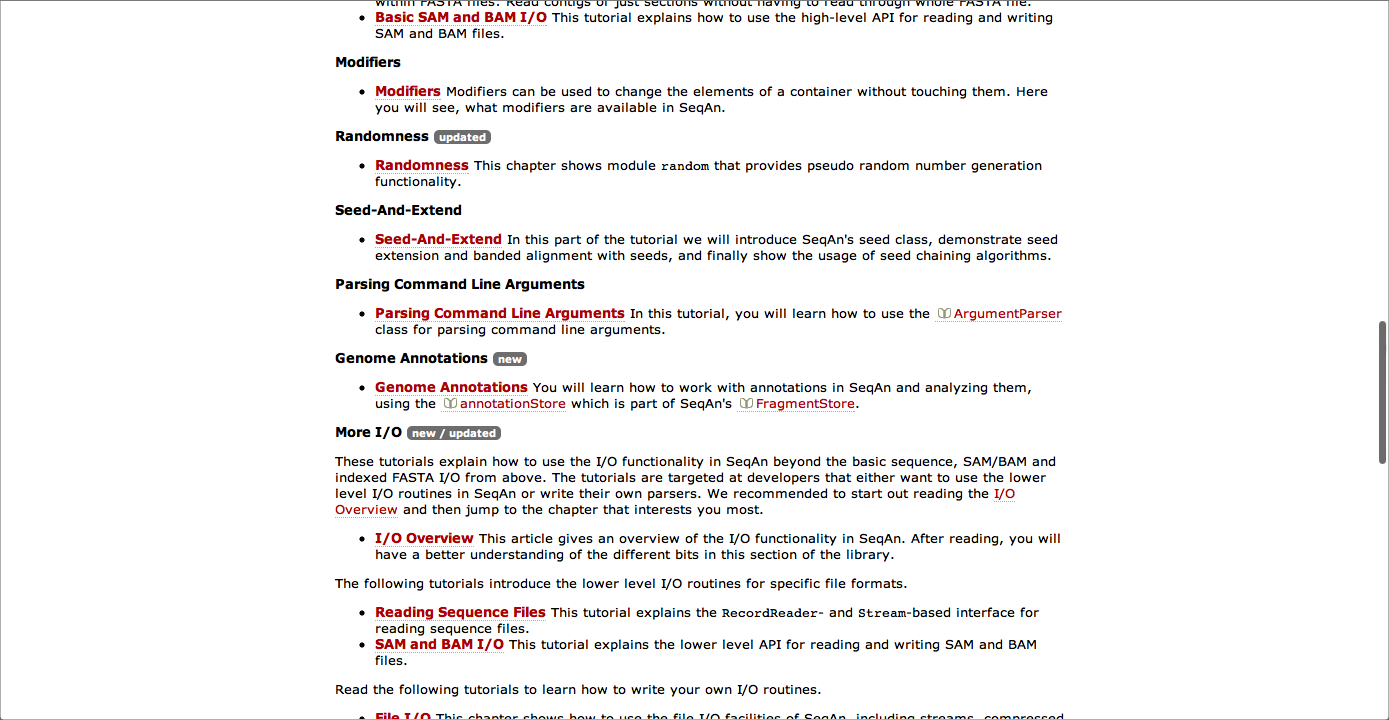 within FASTA files. Read contigs or just sections without having to read through whole FASTA file.
• Basic SAM and BAM I/O This tutorial explains how to use the high-level API for reading and writing
SAM and BAM files.
Modifiers
• Modifiers Modifiers can be used to change the elements of a container without touching them. Here
you will see, what modifiers are available in SeqAn.
Randomness updated
• Randomness This chapter shows module random that provides pseudo random number generation
functionality.
Seed-And-Extend
• Seed-And-Extend In this part of the tutorial we will introduce SeqAn's seed class, demonstrate seed
extension and banded alignment with seeds, and finally show the usage of seed chaining algorithms.
Parsing Command Line Arguments
• Parsing Command Line Arguments In this tutorial, you will learn how to use the ArgumentParser
class for parsing command line arguments.
Genome Annotations new
• Genome Annotations You will learn how to work with annotations in SeqAn and analyzing them,
using the annotationStore which is part of SeqAn's FragmentStore.
More I/O new / updated
These tutorials explain how to use the I/O functionality in SeqAn beyond the basic sequence, SAM/BAM and
indexed FASTA I/O from above. The tutorials are targeted at developers that either want to use the lower
level I/O routines in SeqAn or write their own parsers. We recommended to start out reading the I/O
Overview and then jump to the chapter that interests you most.
• I/O Overview This article gives an overview of the I/O functionality in SeqAn. After reading, you will
have a better understanding of the different bits in this section of the library.
The following tutorials introduce the lower level I/O routines for specific file formats.
• Reading Sequence Files This tutorial explains the RecordReader- and Stream-based interface for
reading sequence files.
• SAM and BAM I/O This tutorial explains the lower level API for reading and writing SAM and BAM
files.
Read the following tutorials to learn how to write your own I/O routines.
• File I/O This chapter shows how to use the file I/O facilities of SeqAn, including streams, compressed